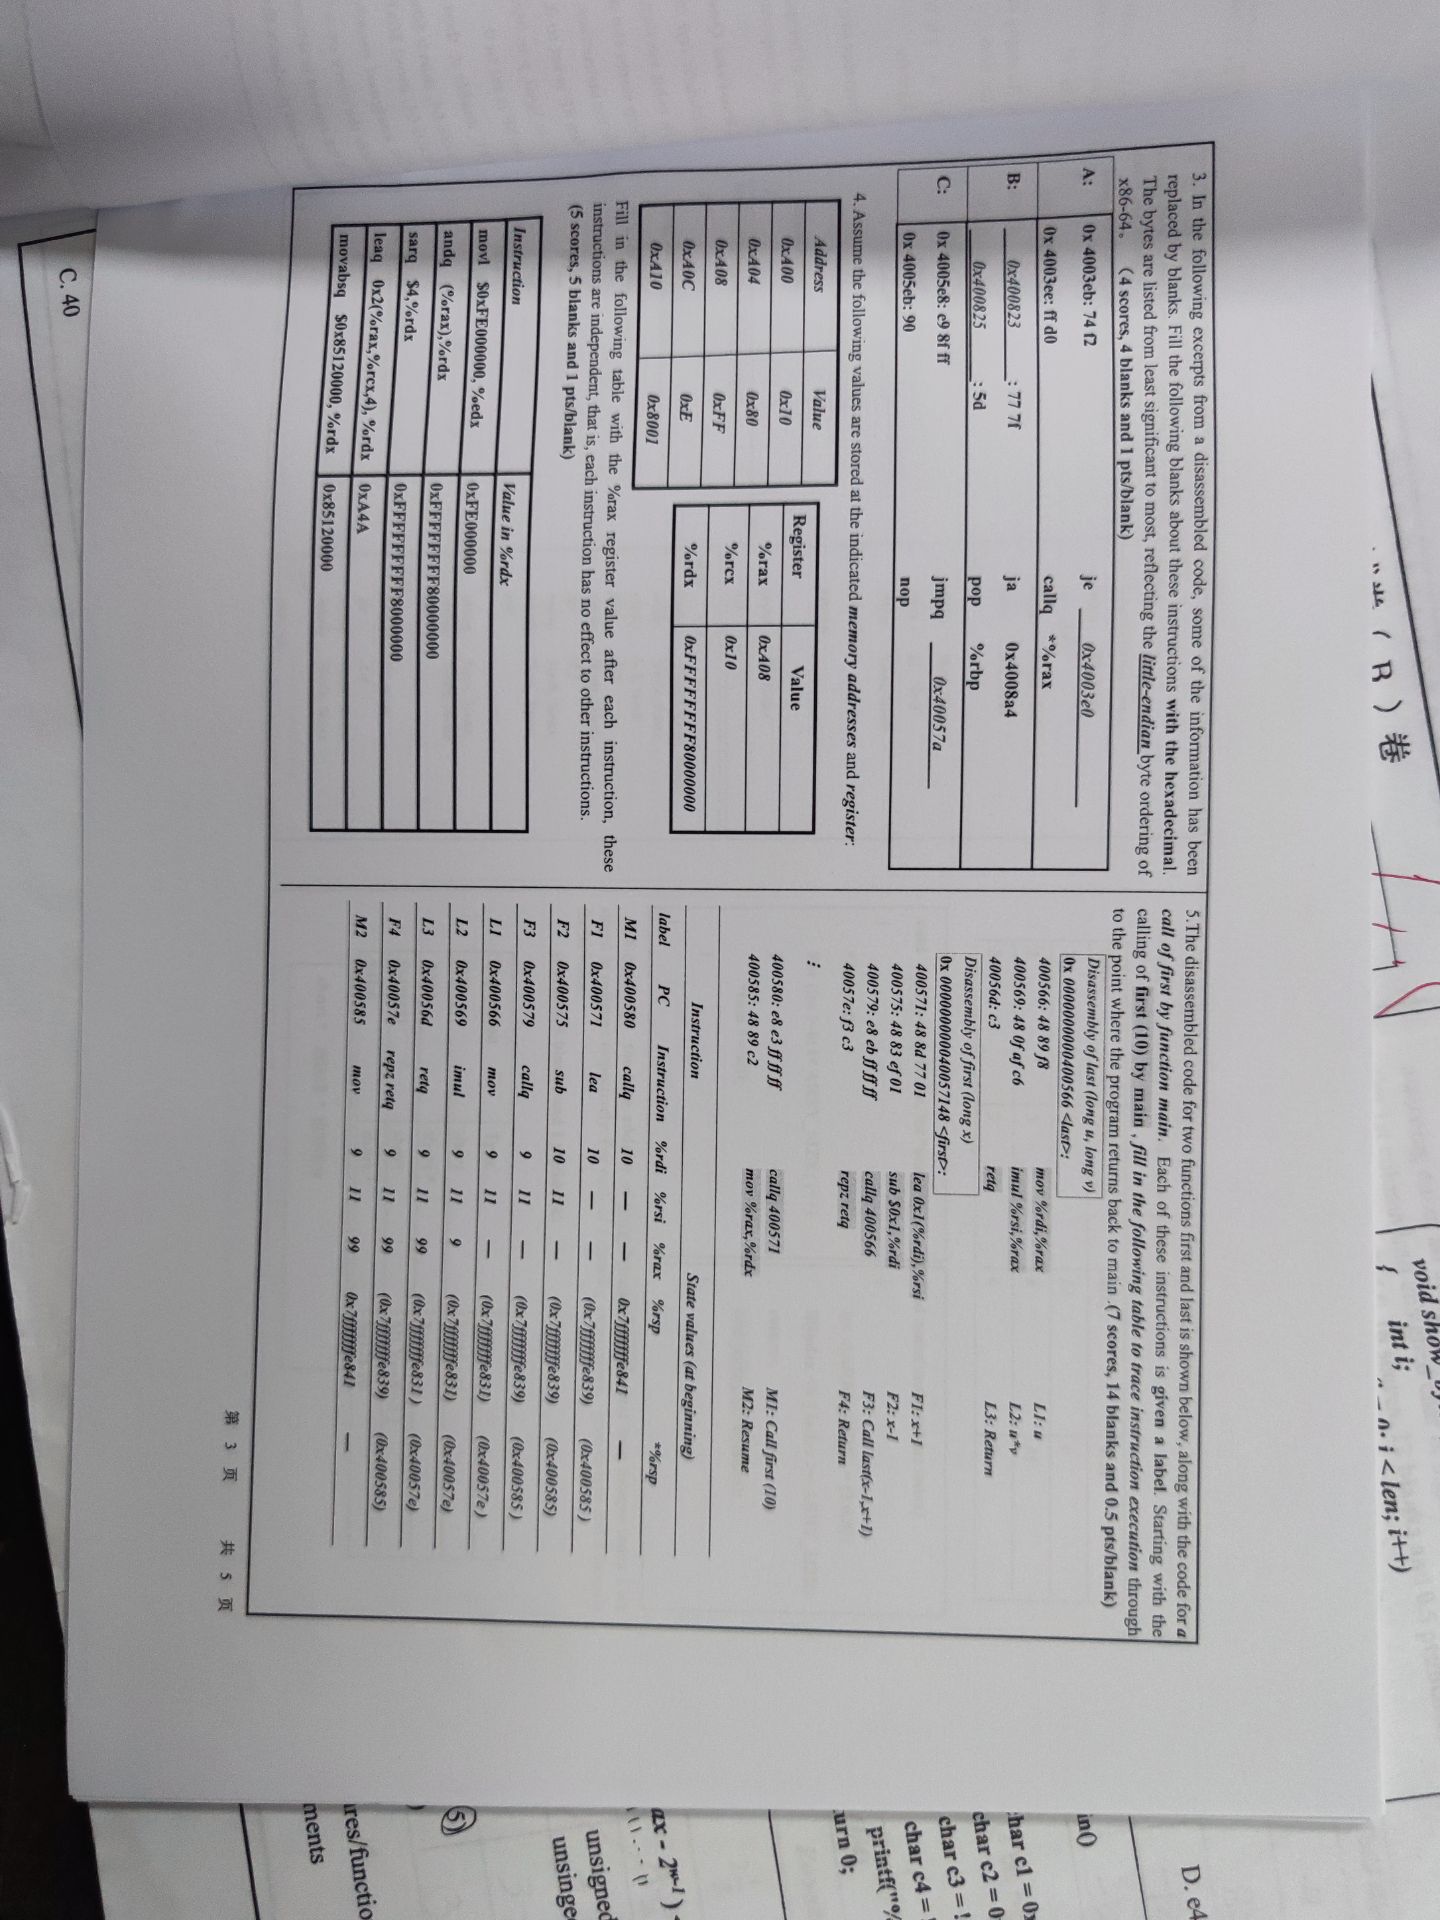 （B）卷
void show_
{ int i;
0; i < len; i++)
3. In the following excerpts from a disassembled code, some of the information has been
replaced by blanks. Fill the following blanks about these instructions with the hexadecimal.
The bytes are listed from least significant to most, reflecting the little-endian byte ordering of
x86-64。 （4 scores, 4 blanks and 1 pts/blank)
A: 0x 4003eb: 74 f2 je 0x4003e0
0x 4003ee: ff d0 callq *%rax
B: 0x400823 : 77 7f ja 0x4008a4
0x400825 : 5d pop %rbp
C: 0x 4005e8: e9 8f ff jmpq 0x40057a
0x 4005eb: 90 nop
4. Assume the following values are stored at the indicated memory addresses and register:
Address Value
0xA00 0x10
0xA04 0x80
0xA08 0xFF
0xA0C 0xE
0xA10 0x8001
Register Value
%rax 0xA08
%rcx 0x10
%rdx 0xFFFFFFFF80000000
Fill in the following table with the %rax register value after each instruction, these
instructions are independent, that is, each instruction has no effect to other instructions.
(5 scores, 5 blanks and 1 pts/blank)
Instruction Value in %rdx
movl $0xFE000000, %edx 0xFE000000
andq (%rax),%rdx 0xFFFFFFFF80000000
sarq $4,%rdx 0xFFFFFFFFF8000000
leaq 0x2(%rax,%rcx,4), %rdx 0xA4A
movabsq $0x85120000, %rdx 0x85120000
5.The disassembled code for two functions first and last is shown below, along with the code for a
call of first by function main. Each of these instructions is given a label. Starting with the
calling of first (10) by main , fill in the following table to trace instruction execution through
to the point where the program returns back to main .(7 scores, 14 blanks and 0.5 pts/blank)
Disassembly of last (long u, long v)
0x 0000000000400566 <last>:
400566: 48 89 f8 mov %rdi,%rax L1: u
400569: 48 0f af c6 imul %rsi,%rax L2: u*v
40056d: c3 retq L3: Return
Disassembly of first (long x)
0x 000000000040057148 <first>:
400571: 48 8d 77 01 lea 0x1(%rdi),%rsi F1: x+1
400575: 48 83 ef 01 sub $0x1,%rdi F2: x-1
400579: e8 eb ff ff ff callq 400566 F3: Call last(x-1,x+1)
40057e: f3 c3 repz retq F4: Return
⋮
400580: e8 e3 ff ff ff callq 400571 M1: Call first (10)
400585: 48 89 c2 mov %rax,%rdx M2: Resume
Instruction State values (at beginning)
label PC Instruction %rdi %rsi %rax %rsp *%rsp
M1 0x400580 callq 10 — — 0x7fffffffe841 —
F1 0x400571 lea 10 — — (0x7fffffffe839) (0x400585 )
F2 0x400575 sub 10 11 — (0x7fffffffe839) (0x400585)
F3 0x400579 callq 9 11 — (0x7fffffffe839) (0x400585 )
L1 0x400566 mov 9 11 — (0x7fffffffe831) (0x40057e )
L2 0x400569 imul 9 11 9 (0x7fffffffe831) (0x40057e)
L3 0x40056d retq 9 11 99 (0x7fffffffe831 ) (0x40057e)
F4 0x40057e repz retq 9 11 99 (0x7fffffffe839) (0x400585)
M2 0x400585 mov 9 11 99 0x7fffffffe841 —
第 3 页 共 5 页
C. 40
D. e4
in()
char c1 = 0x
char c2 = 0
char c3 = !
char c4 =
printf("%
urn 0;
ax - 2ʷ⁻¹)
unsigned
unsinge
5)
res/functio
ments